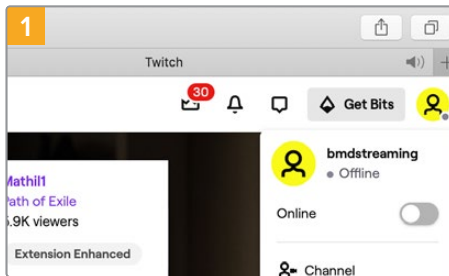 1
Twitch
30
Get Bits
bmdstreaming
Offline
Mathil1
Path of Exile
5.9K viewers
Online
Extension Enhanced
Channel